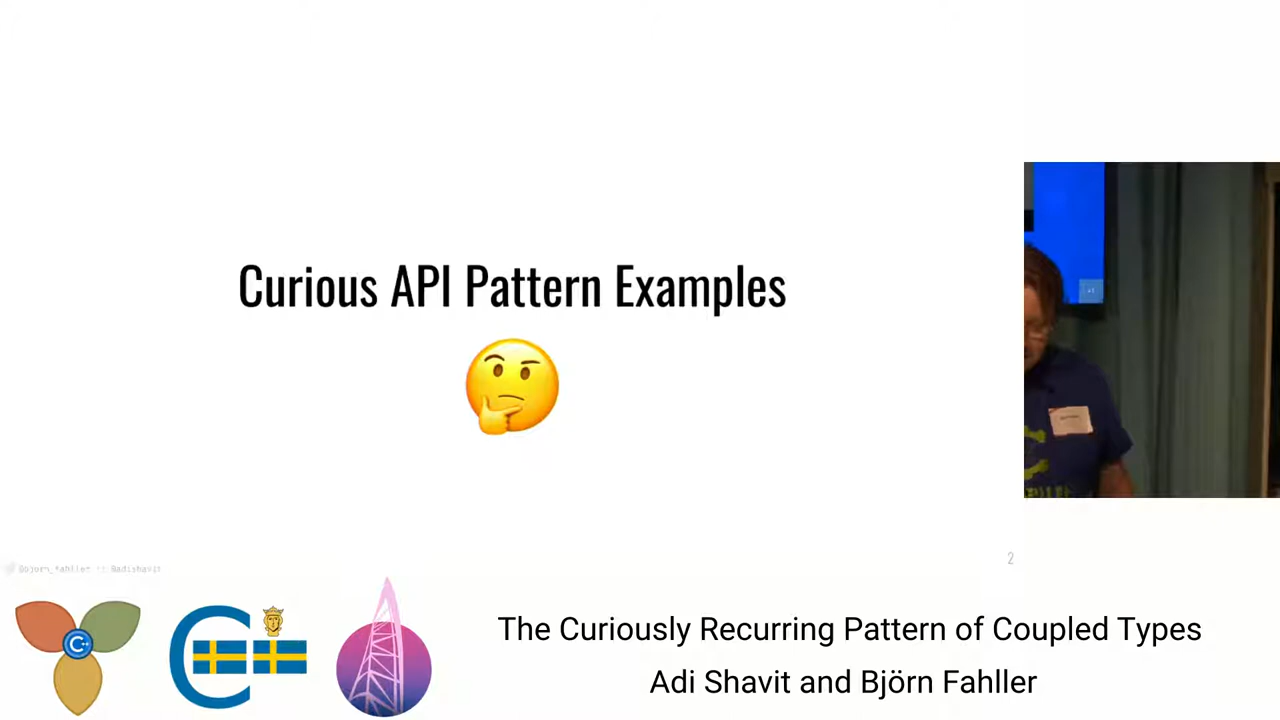 Curious API Pattern Examples
2
The Curiously Recurring Pattern of Coupled Types
Adi Shavit and Björn Fahller